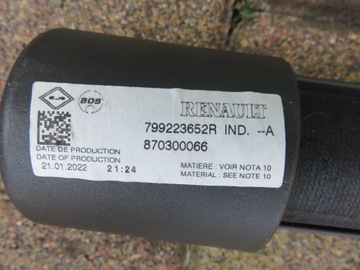 BOS
RENAULT
799223652R IND. --A
870300066
DATE DE PRODUCTION
DATE OF PRODUCTION
21.01.2022 21:24
MATIERE : VOIR NOTA 10
MATERIAL : SEE NOTE 10